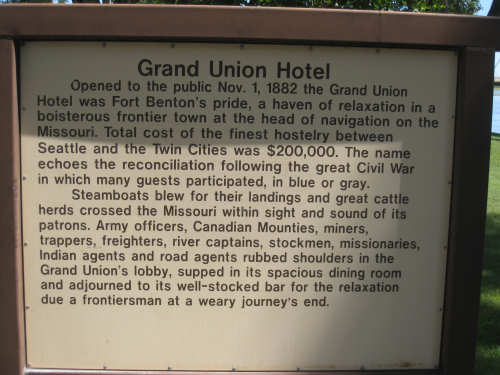 Grand Union Hotel
Opened to the public Nov. 1, 1882 the Grand Union
Hotel was Fort Benton's pride, a haven of relaxation in a
boisterous frontier town at the head of navigation on the
Missouri. Total cost of the finest hostelry between
Seattle and the Twin Cities was $200,000. The name
echoes the reconciliation following the great Civil War
in which many guests participated, in blue or gray.
Steamboats blew for their landings and great cattle
herds crossed the Missouri within sight and sound of its
patrons. Army officers, Canadian Mounties, miners,
trappers, freighters, river captains, stockmen, missionaries,
Indian agents and road agents rubbed shoulders in the
Grand Union's lobby, supped in its spacious dining room
and adjourned to its well-stocked bar for the relaxation
due a frontiersman at a weary journey's end.